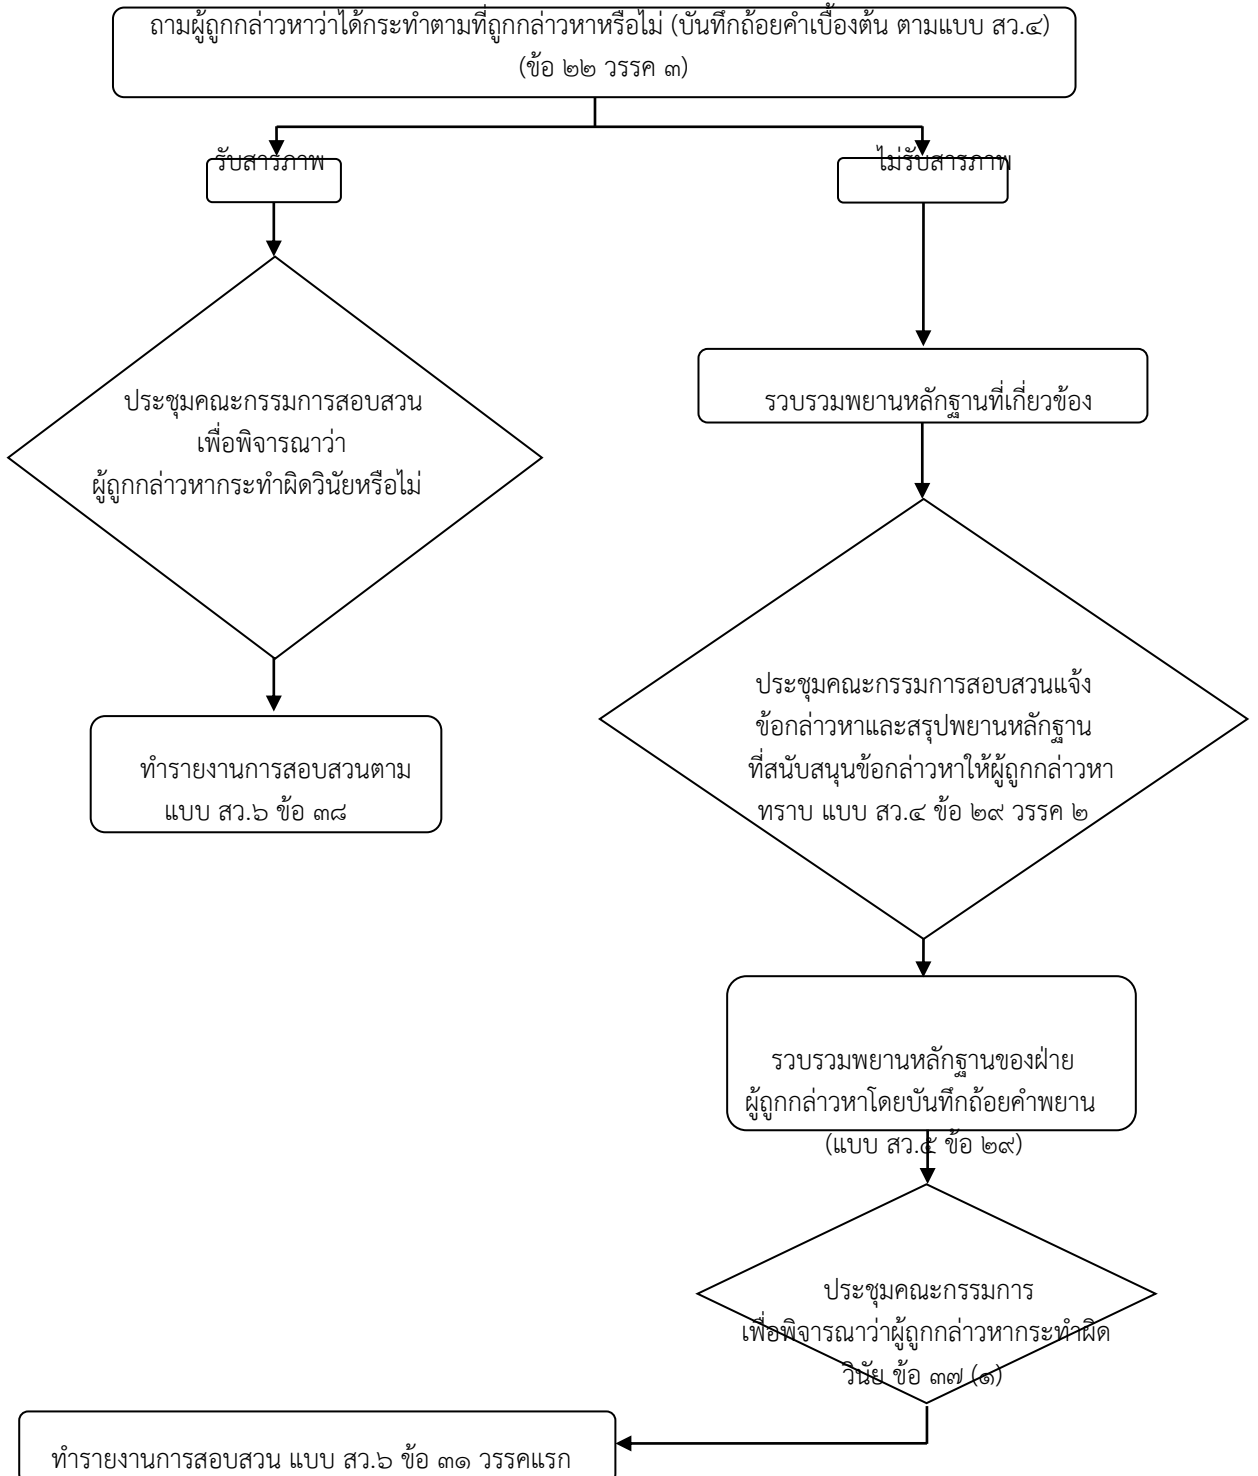 ถามผู้ถูกกล่าวหาว่าได้กระทำตามที่ถูกกล่าวหาหรือไม่ (บันทึกถ้อยคำเบื้องต้น ตามแบบ สว.๔)
(ข้อ ๒๒ วรรค ๓)
รับสารภาพ
ไม่รับสารภาพ
ประชุมคณะกรรมการสอบสวน
เพื่อพิจารณาว่า
ผู้ถูกกล่าวหากระทำผิดวินัยหรือไม่
ทำรายงานการสอบสวนตาม
แบบ สว.๖ ข้อ ๓๘
รวบรวมพยานหลักฐานที่เกี่ยวข้อง
ประชุมคณะกรรมการสอบสวนแจ้ง
ข้อกล่าวหาและสรุปพยานหลักฐาน
ที่สนับสนุนข้อกล่าวหาให้ผู้ถูกกล่าวหา
ทราบ แบบ สว.๔ ข้อ ๒๙ วรรค ๒
รวบรวมพยานหลักฐานของฝ่าย
ผู้ถูกกล่าวหาโดยบันทึกถ้อยคำพยาน
(แบบ สว.๕ ข้อ ๒๙)
ประชุมคณะกรรมการ
เพื่อพิจารณาว่าผู้ถูกกล่าวหากระทำผิด
วินัย ข้อ ๓๗ (๑)
ทำรายงานการสอบสวน แบบ สว.๖ ข้อ ๓๑ วรรคแรก